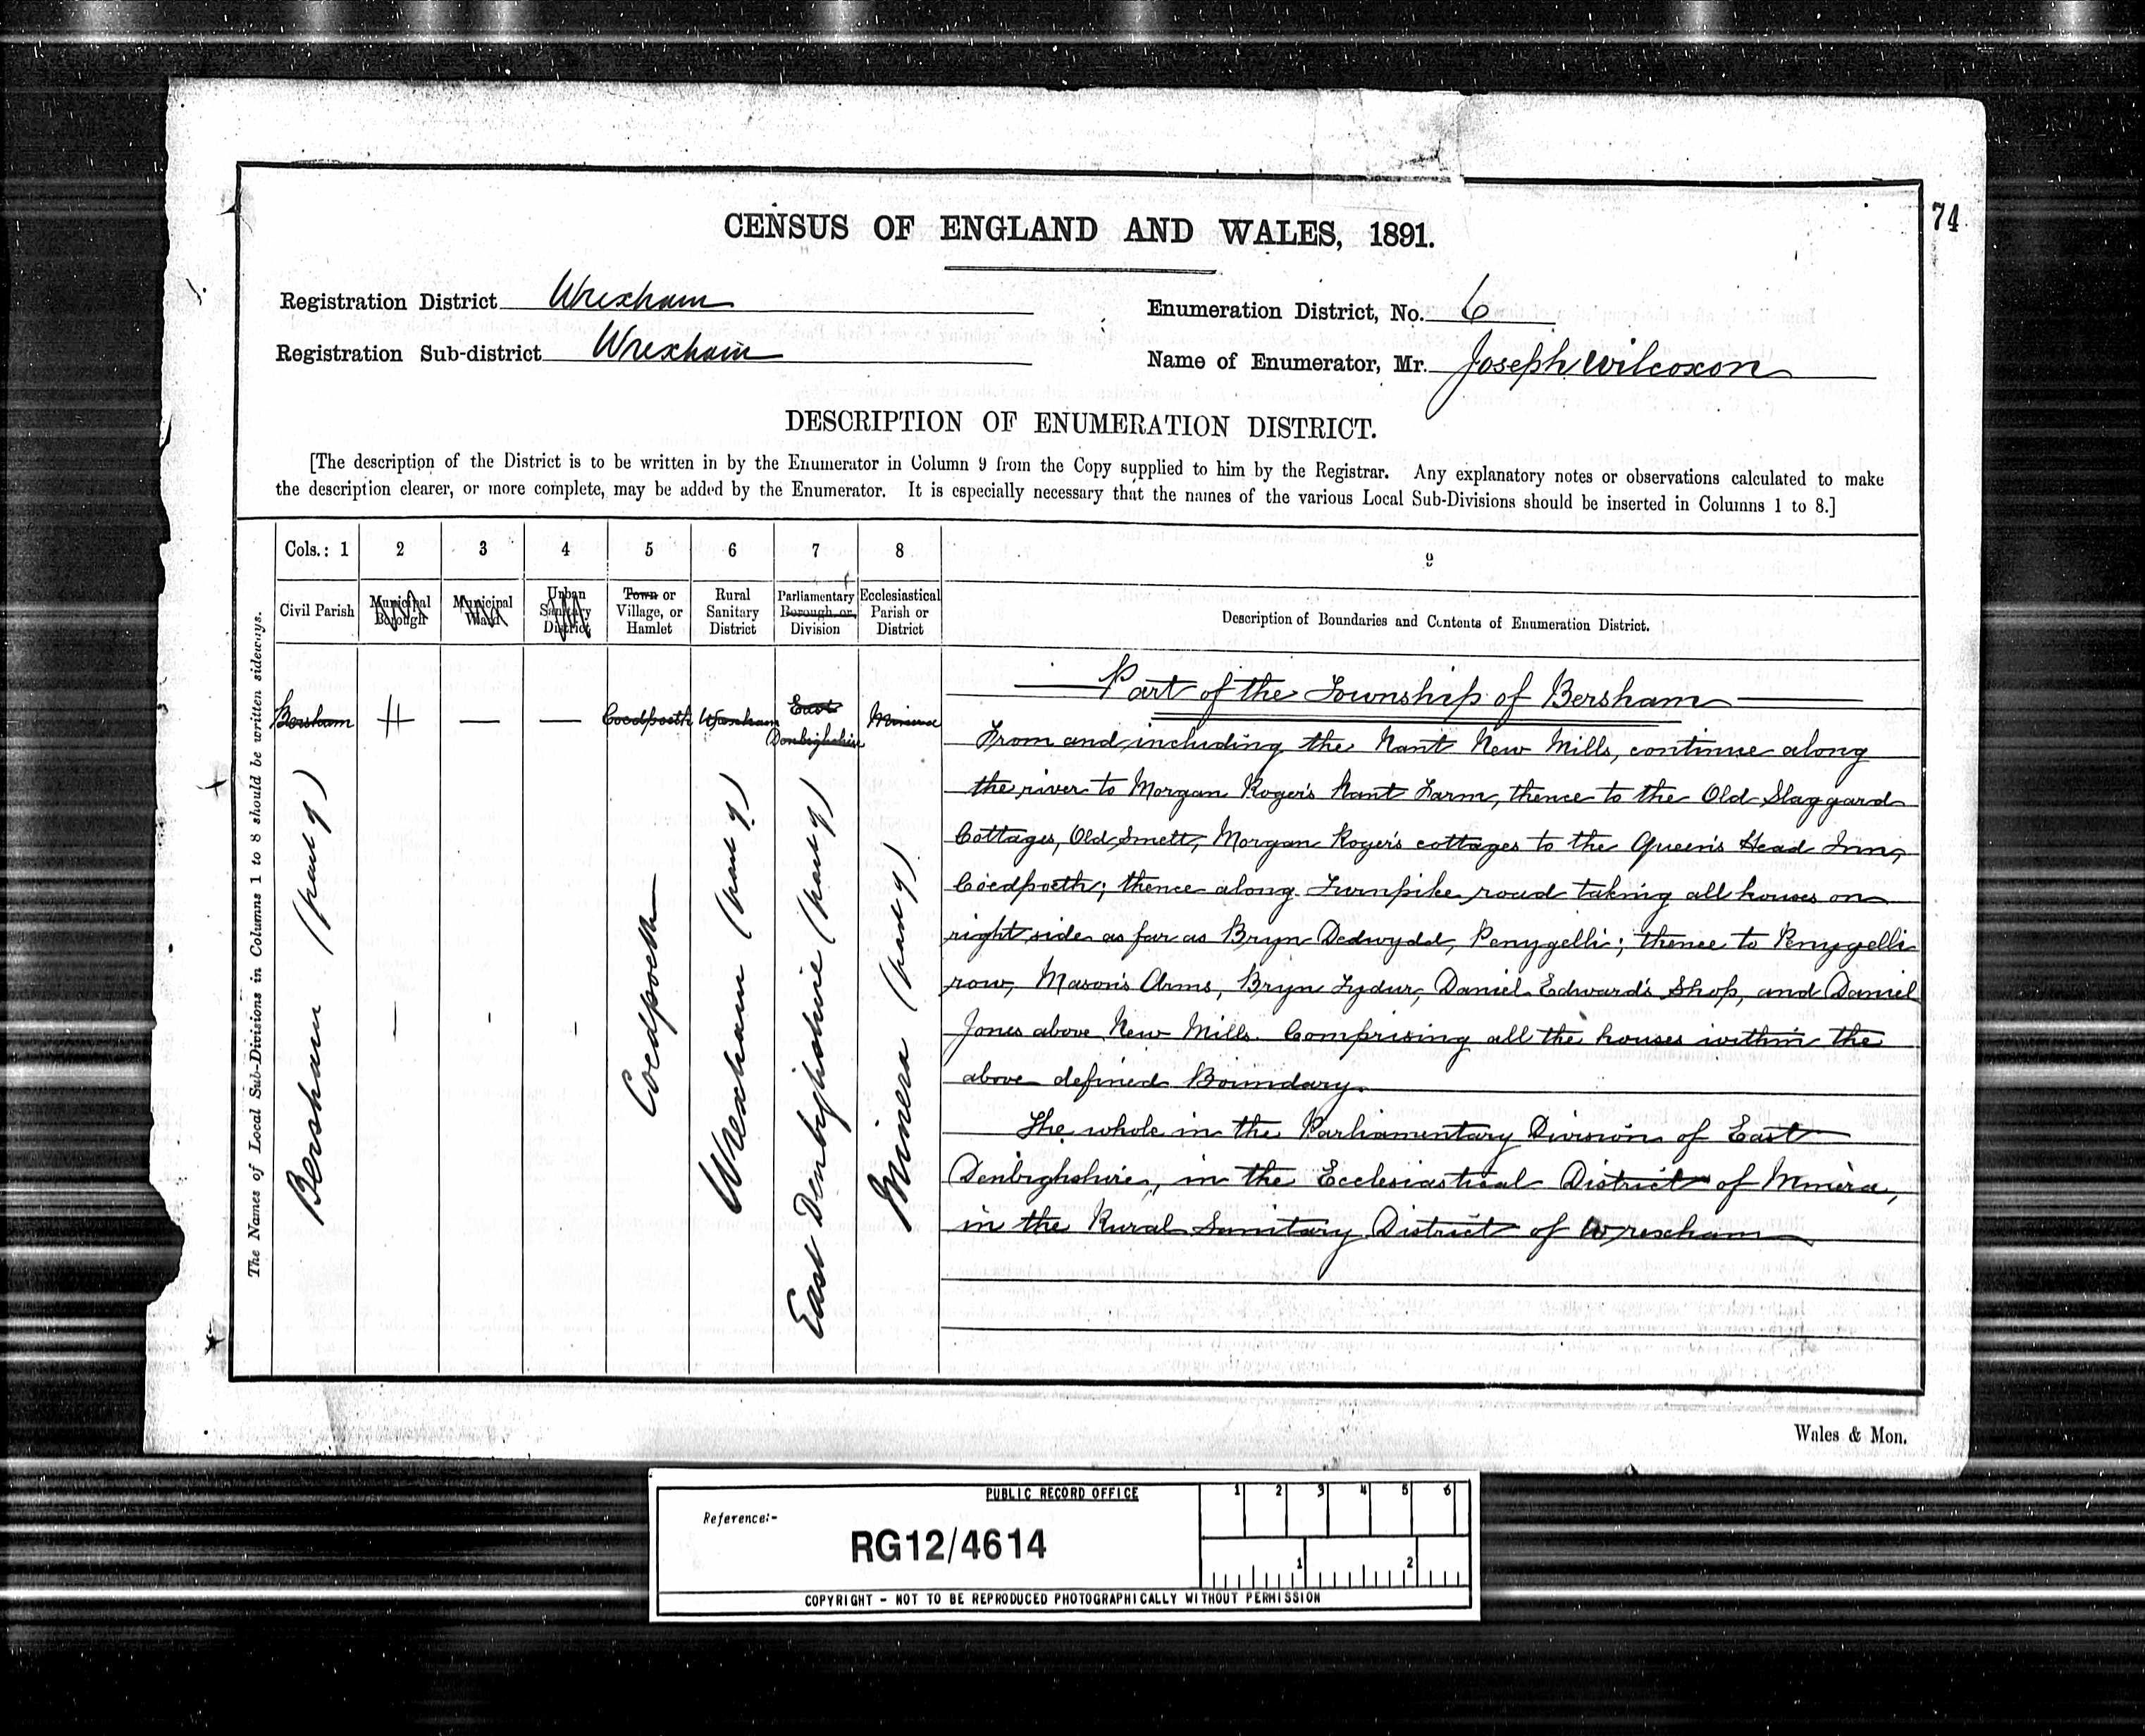 74
CENSUS OF ENGLAND AND WALES, 1891.
Registration District Wrexham
Enumeration District, No. 6
Registration Sub-district Wrexham
Name of Enumerator, Mr. Joseph Wilcoxon
DESCRIPTION OF ENUMERATION DISTRICT.
[The description of the District is to be written in by the Enumerator in Column 9 from the Copy supplied to him by the Registrar. Any explanatory notes or observations calculated to make
the description clearer, or more complete, may be added by the Enumerator. It is especially necessary that the names of the various Local Sub-Divisions should be inserted in Columns 1 to 8.]
The Names of Local Sub-Divisions in Columns 1 to 8 should be written sideways.
Cols.: 1 2 3 4 5 6 7 8 9
Civil Parish
Municipal Borough
Municipal Ward
Urban Sanitary District
Town or Village, or Hamlet
Rural Sanitary District
Parliamentary Borough or Division
Ecclesiastical Parish or District
Description of Boundaries and Contents of Enumeration District.
Bersham — — Coedpoeth Wrexham East Denbighshire Minera
Bersham (part of)
Coedpoeth
Wrexham (part of)
East Denbighshire (part of)
Minera (part of)
Part of the Township of Bersham
From and including the Nant New Mills, continue along
the river to Morgan Roger's Nant Farm, thence to the Old Slaggard
Cottages, Old Smelt, Morgan Roger's cottages to the Queen's Head Inn,
Coedpoeth; thence along Turnpike road taking all houses on
right side as far as Bryn Dedwydd, Penygelli; thence to Penygelli
row, Mason's Arms, Bryn Tydur, Daniel Edward's Shop, and Daniel
Jones above New Mills. Comprising all the houses within the
above defined Boundary.
The whole in the Parliamentary Division of East
Denbighshire, in the Ecclesiastical District of Minera,
in the Rural Sanitary District of Wrexham
Wales & Mon.
PUBLIC RECORD OFFICE
Reference:-
RG12/4614
1 2 3 4 5 6
1 2
COPYRIGHT - NOT TO BE REPRODUCED PHOTOGRAPHICALLY WITHOUT PERMISSION